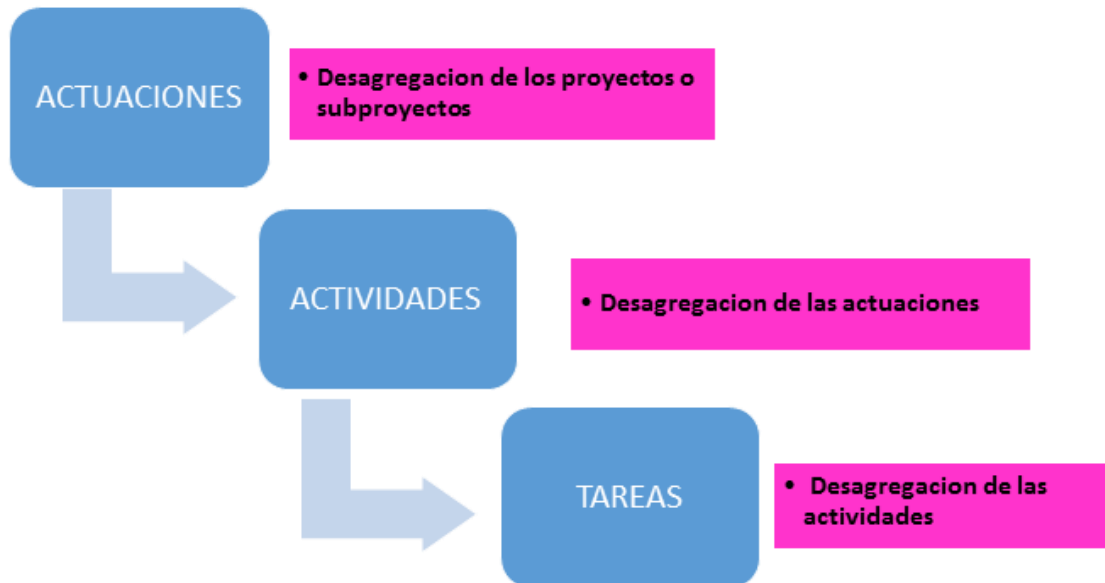 ACTUACIONES
• Desagregacion de los proyectos o
subproyectos
ACTIVIDADES
• Desagregacion de las actuaciones
TAREAS
• Desagregacion de las
actividades